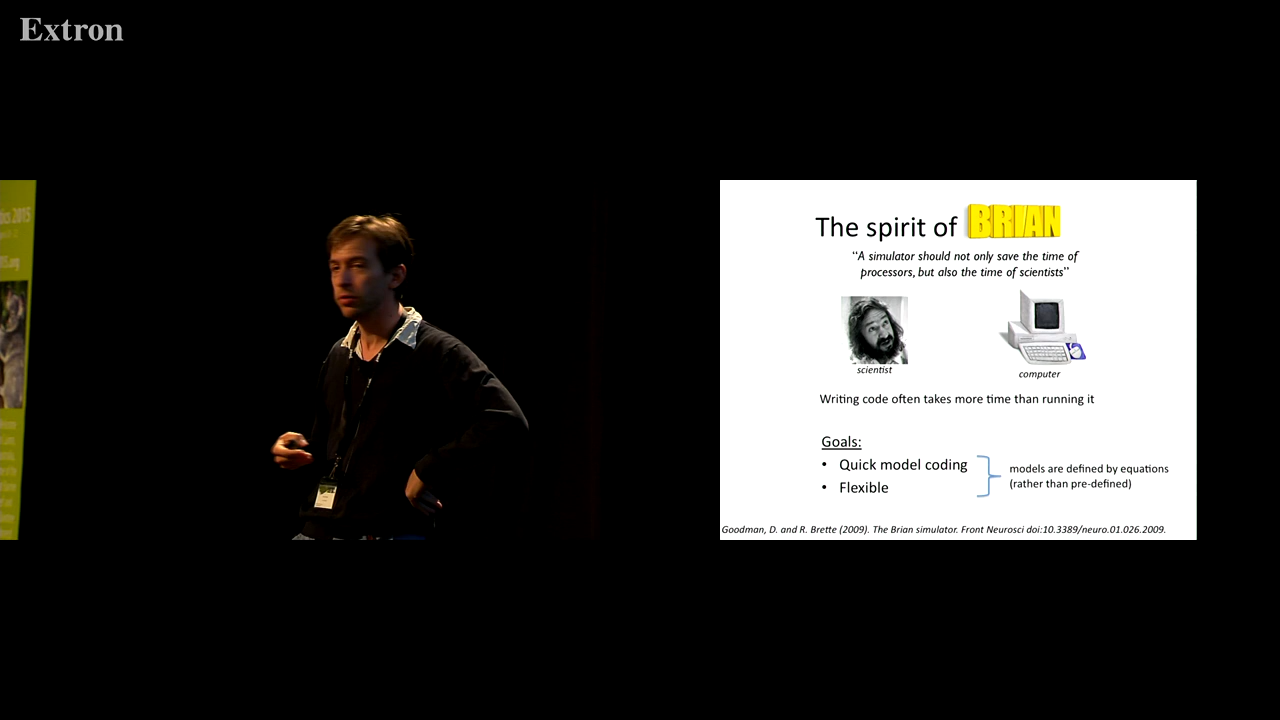 Extron
2015
The spirit of BRIAN
“A simulator should not only save the time of
processors, but also the time of scientists”
scientist
computer
Writing code often takes more time than running it
Goals:
• Quick model coding
• Flexible
models are defined by equations
(rather than pre-defined)
Goodman, D. and R. Brette (2009). The Brian simulator. Front Neurosci doi:10.3389/neuro.01.026.2009.